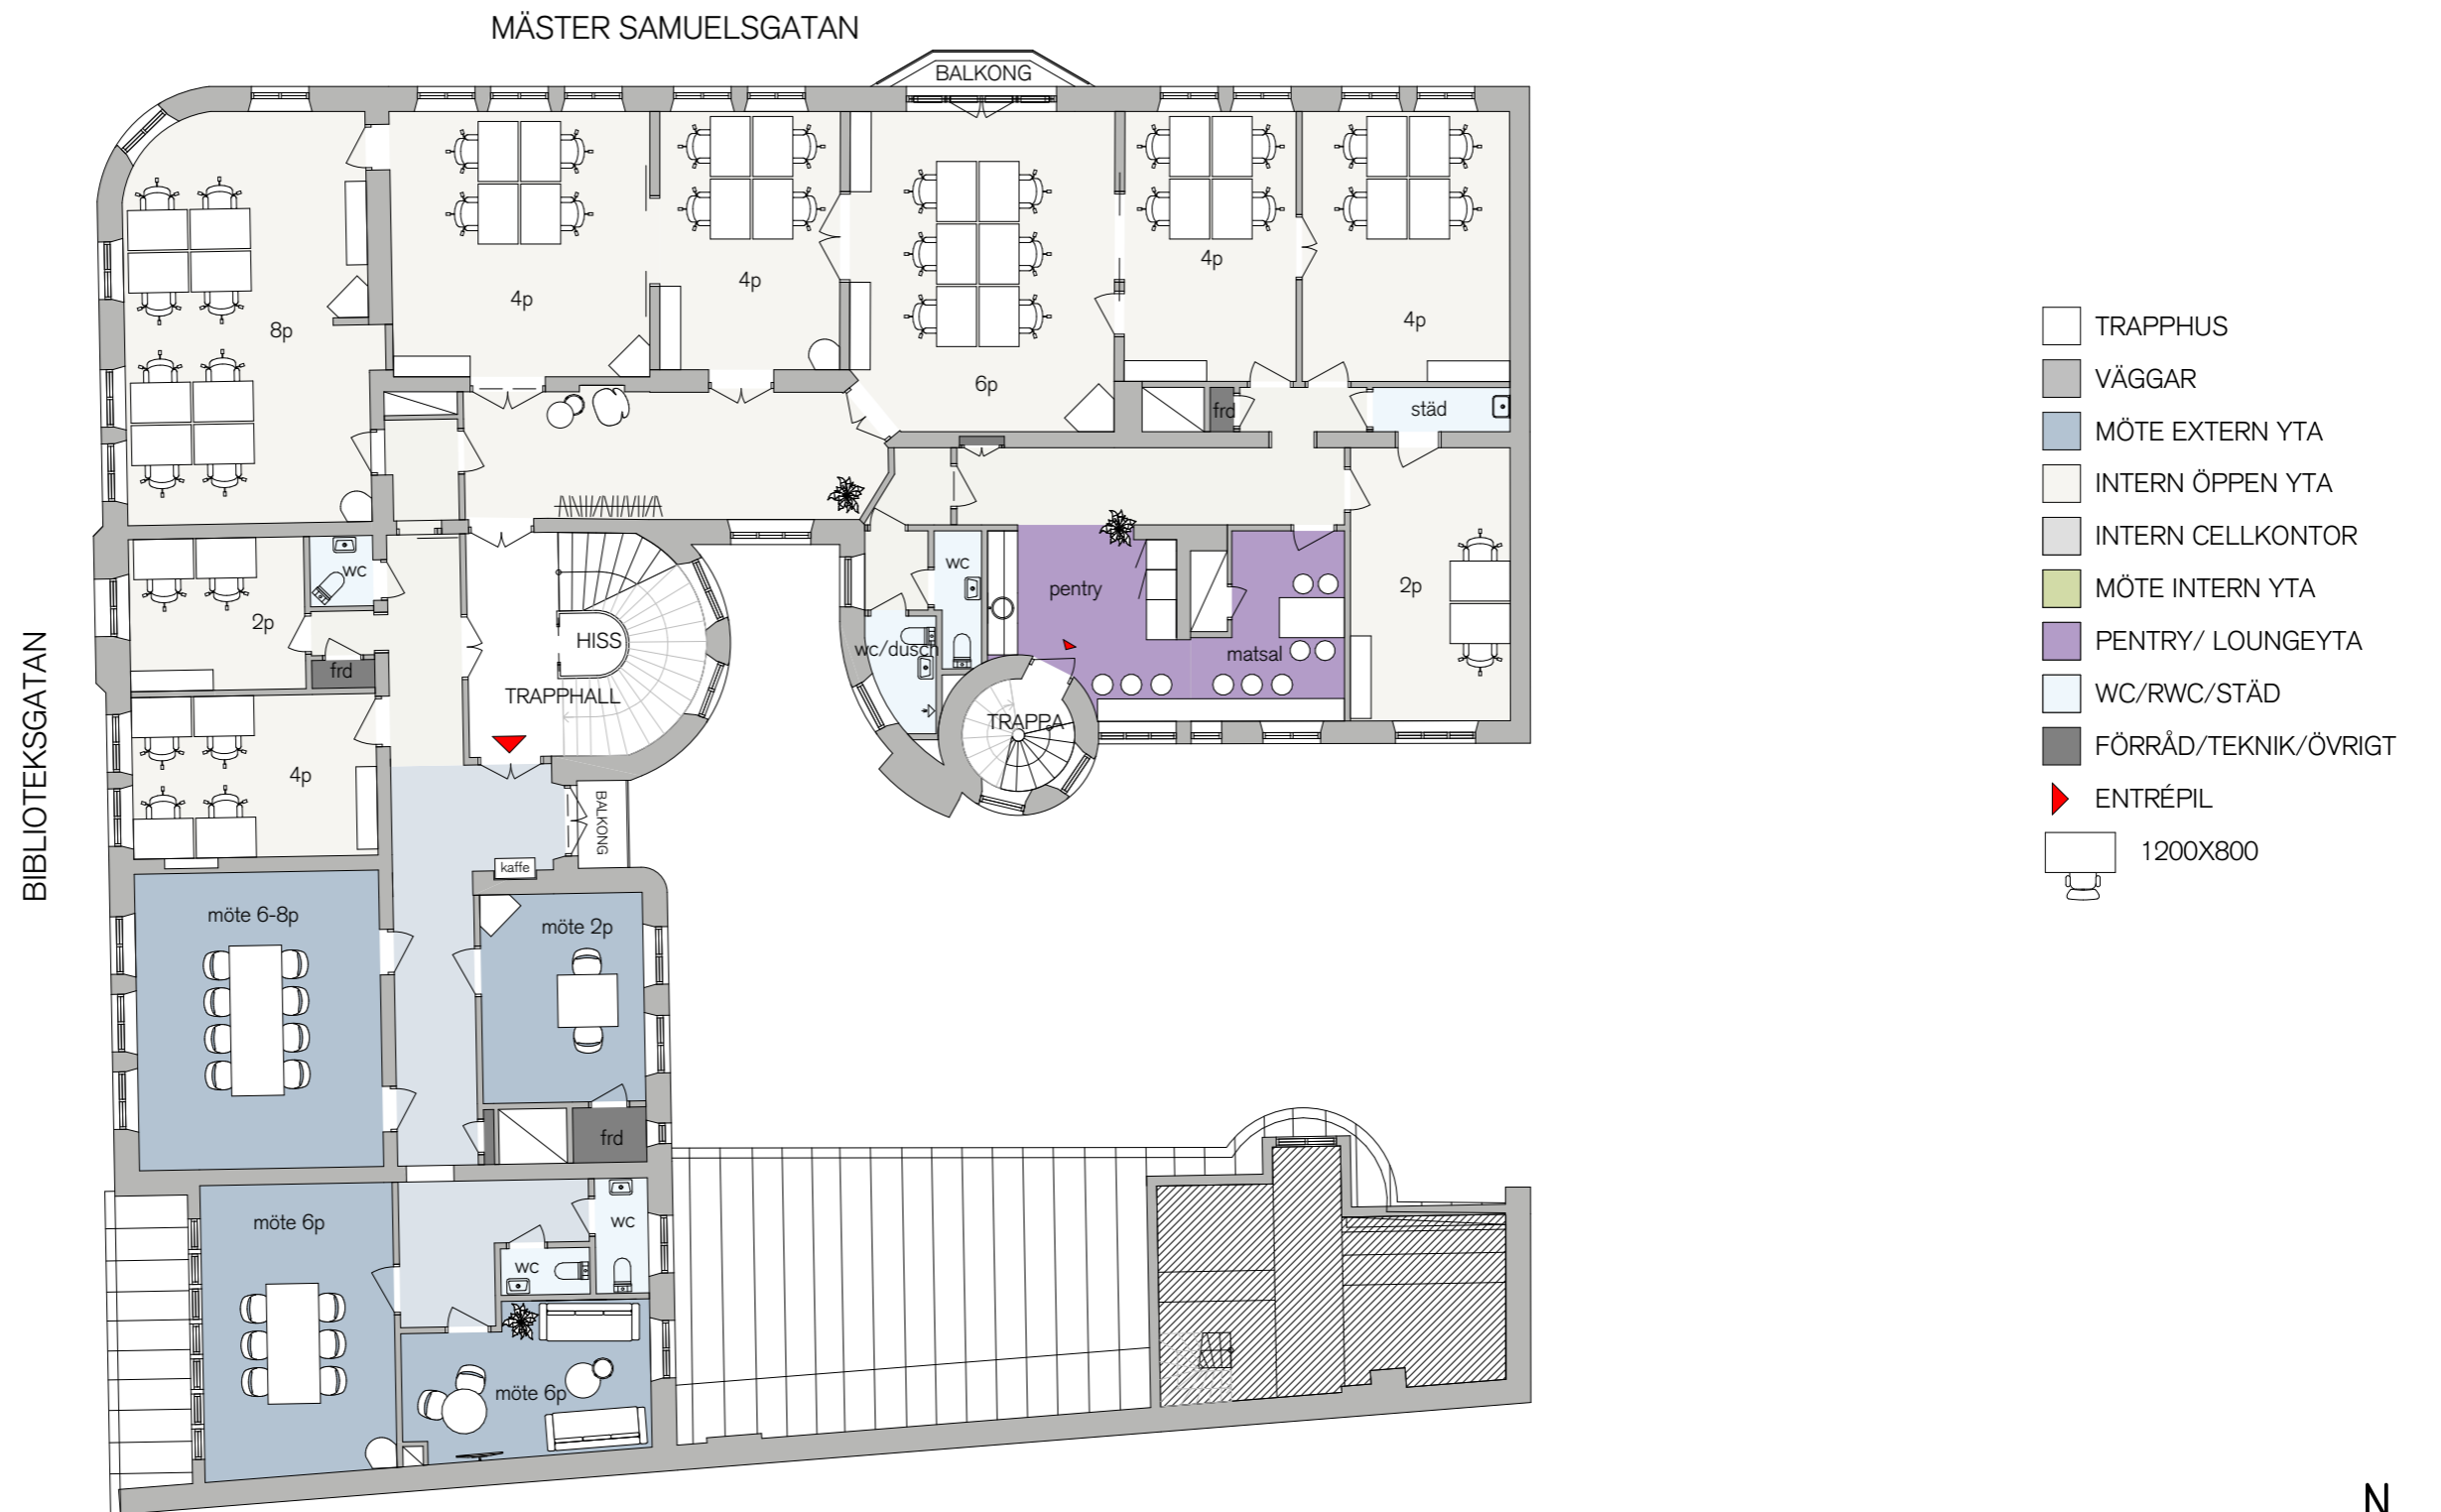 MÄSTER SAMUELSGATAN
BALKONG
8p
4p
4p
6p
4p
4p
frd
städ
2p
wc
frd
4p
HISS
TRAPPHALL
BALKONG
kaffe
wc
wc/dusch
pentry
matsal
TRAPPA
2p
BIBLIOTEKSGATAN
möte 6-8p
möte 2p
frd
möte 6p
wc
wc
möte 6p
TRAPPHUS
VÄGGAR
MÖTE EXTERN YTA
INTERN ÖPPEN YTA
INTERN CELLKONTOR
MÖTE INTERN YTA
PENTRY/ LOUNGEYTA
WC/RWC/STÄD
FÖRRÅD/TEKNIK/ÖVRIGT
ENTRÉPIL
1200X800
N